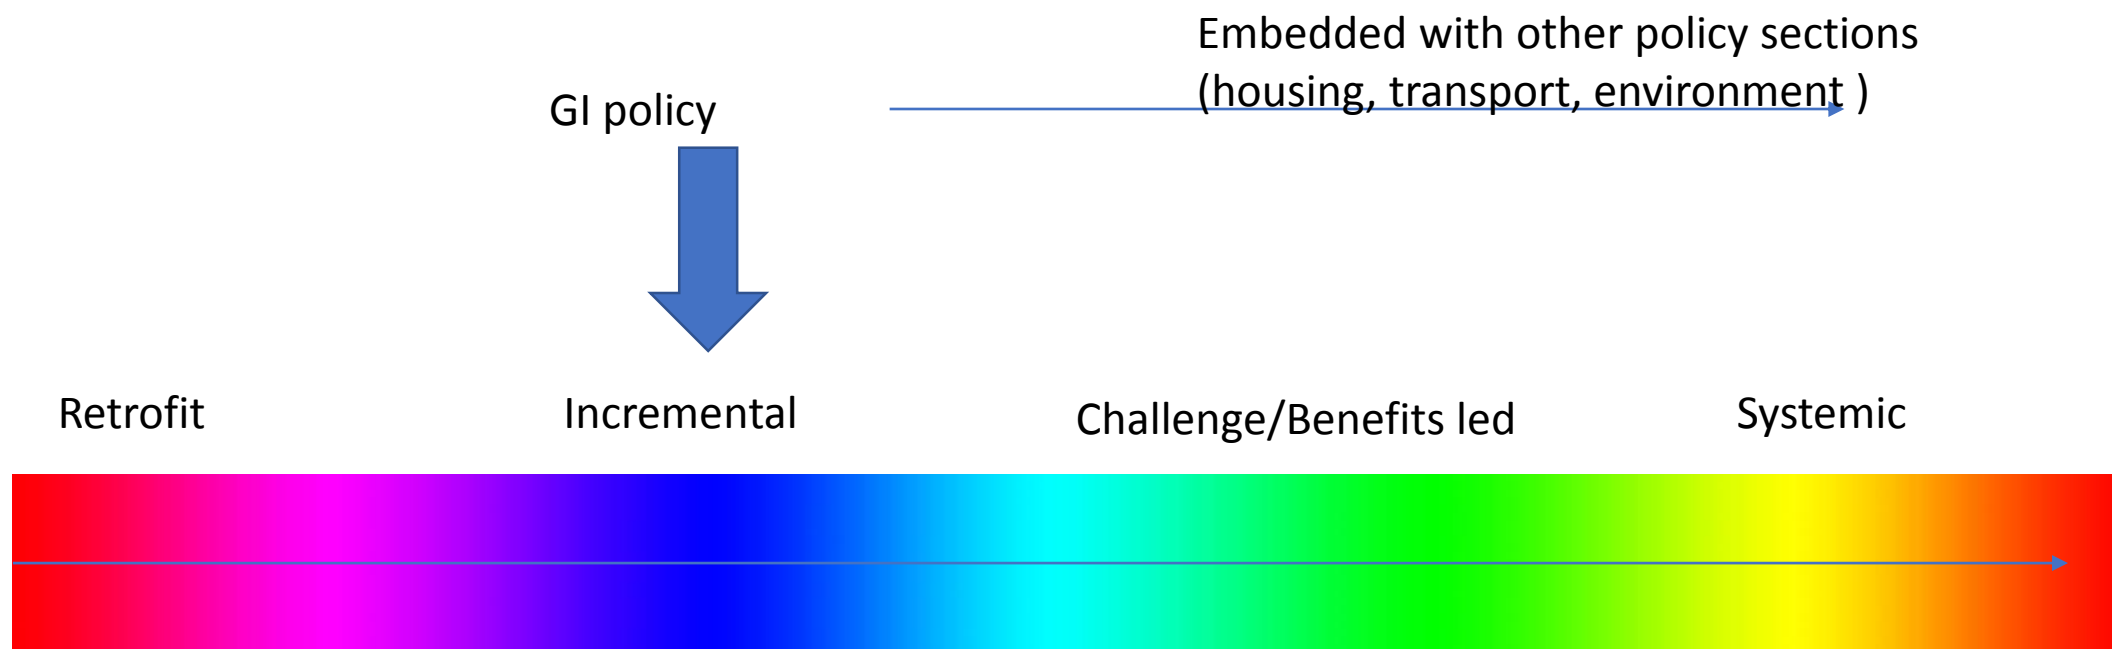 Embedded with other policy sections
(housing, transport, environment )
GI policy
Retrofit
Incremental
Challenge/Benefits led
Systemic